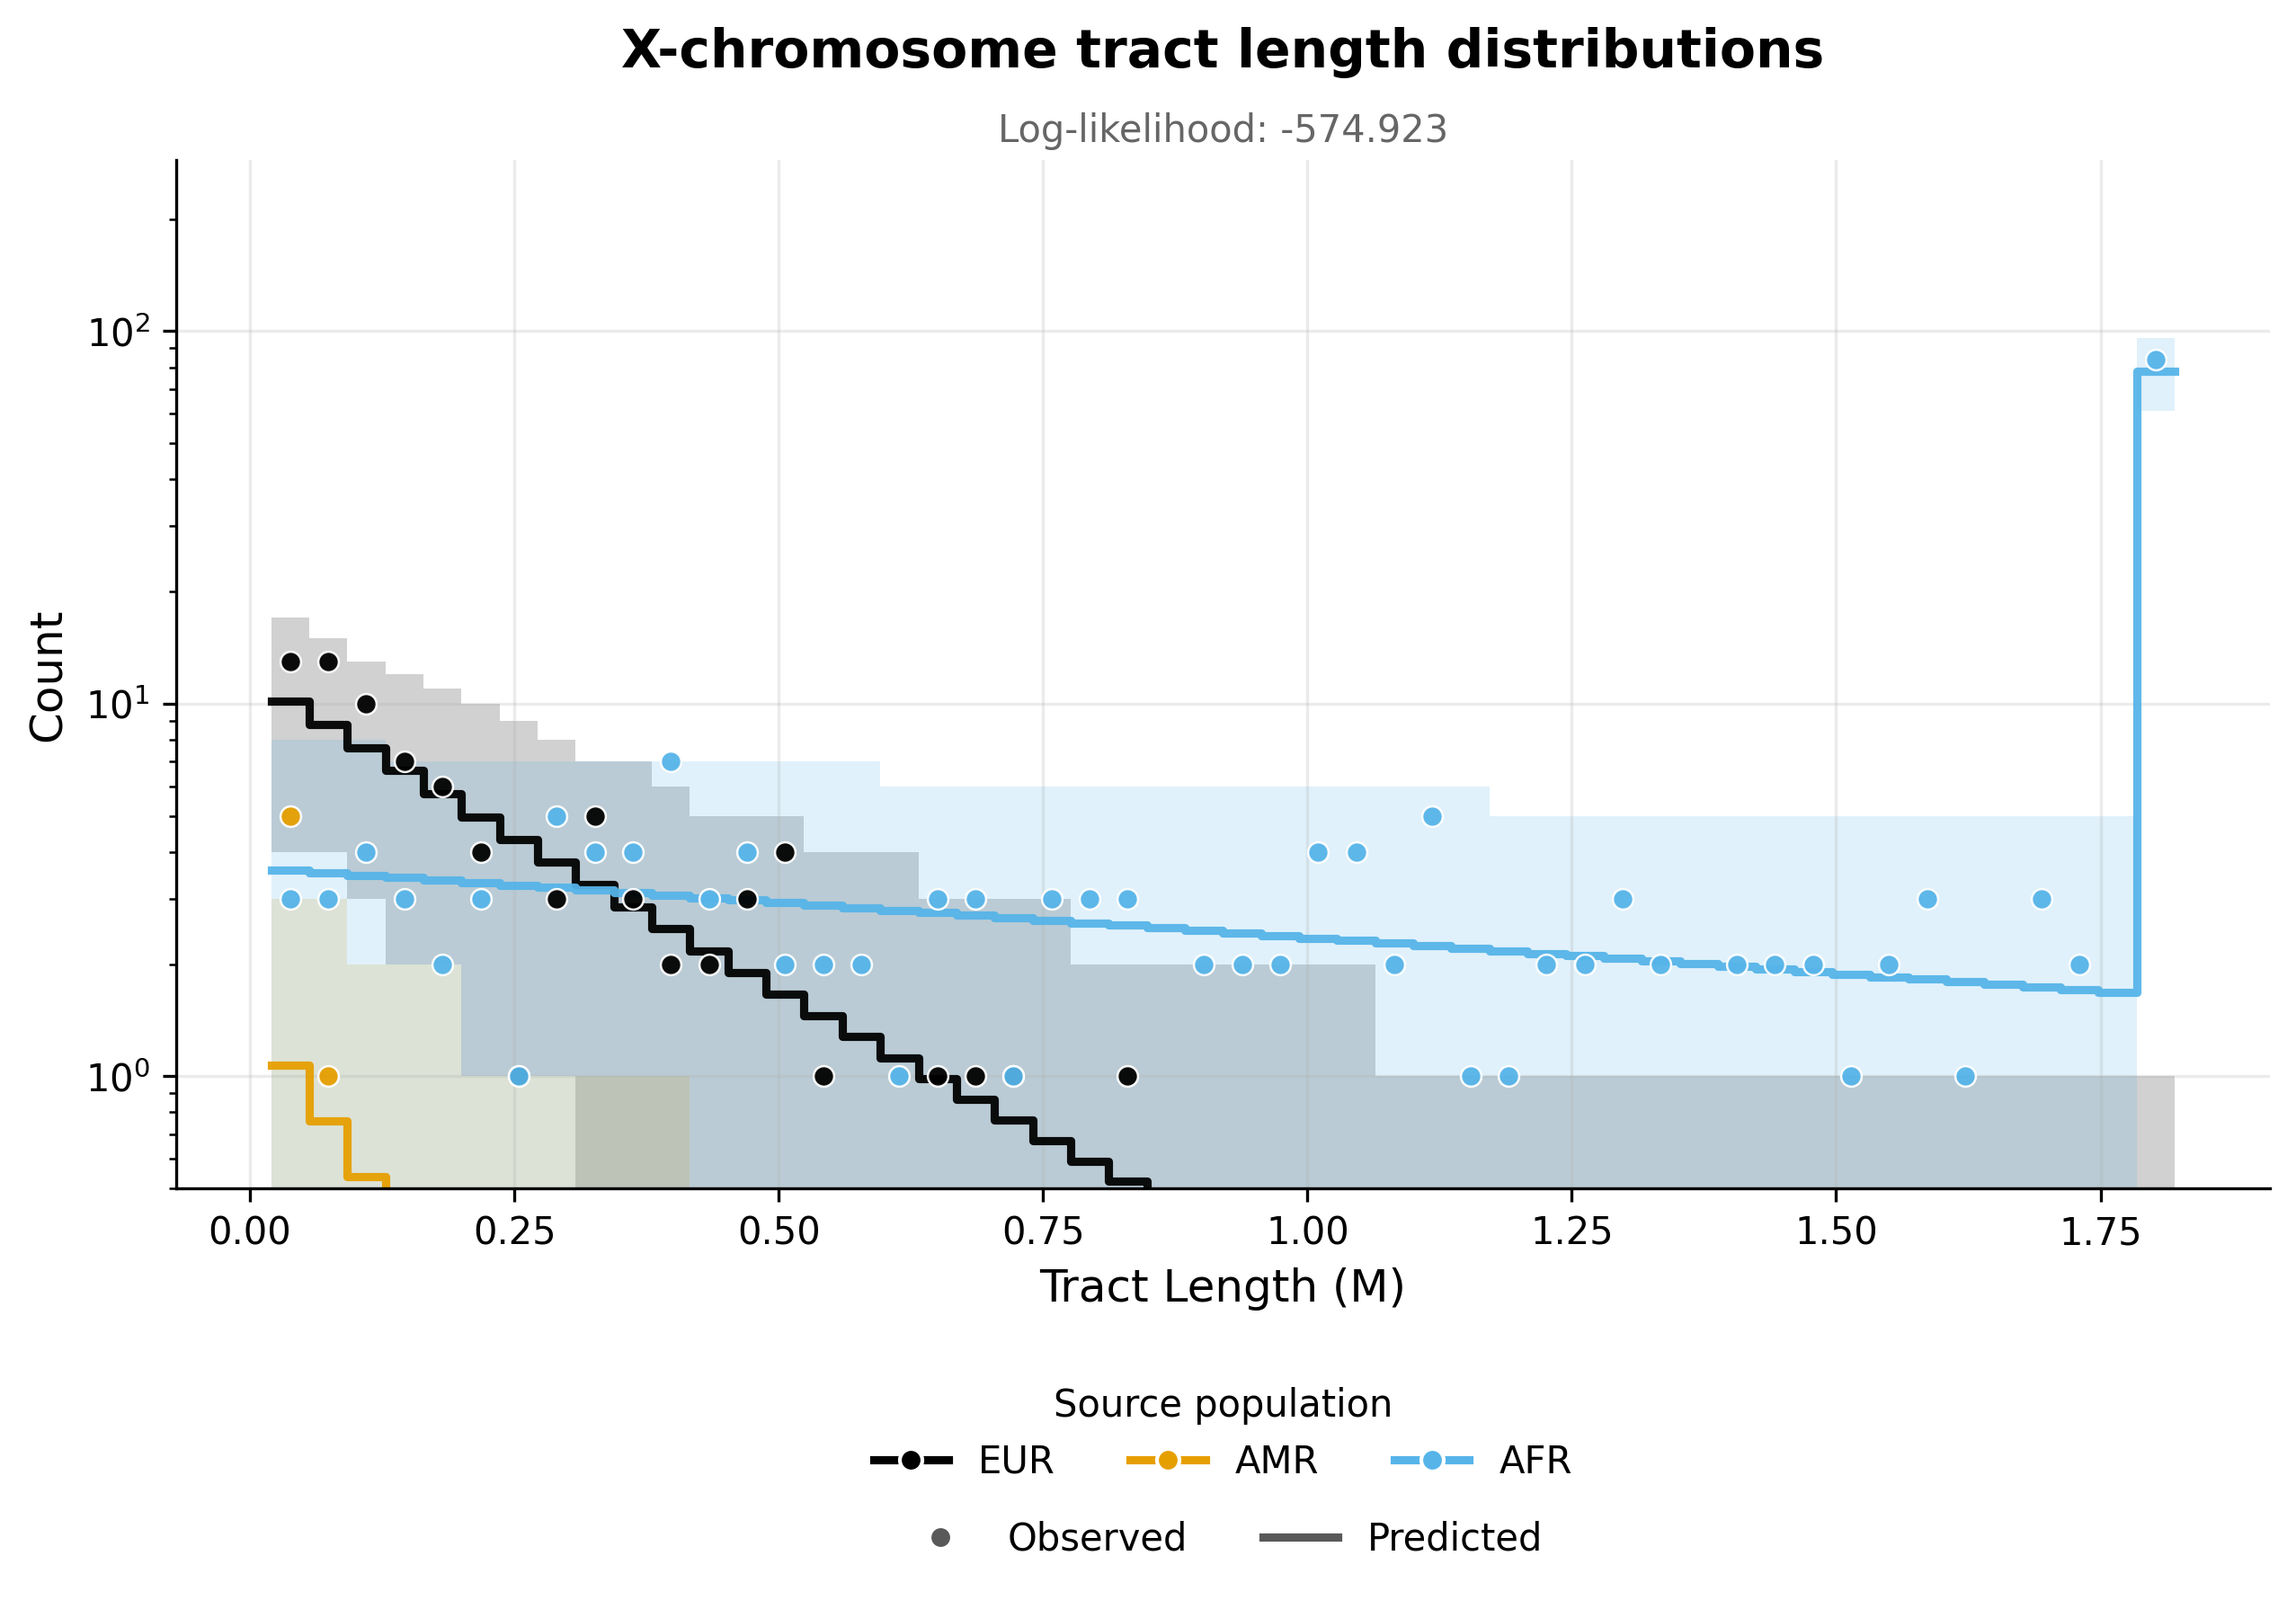 X-chromosome tract length distributions
Log-likelihood: -574.923
Count
10²
10¹
10⁰
0.00 0.25 0.50 0.75 1.00 1.25 1.50 1.75
Tract Length (M)
Source population
EUR AMR AFR
Observed Predicted